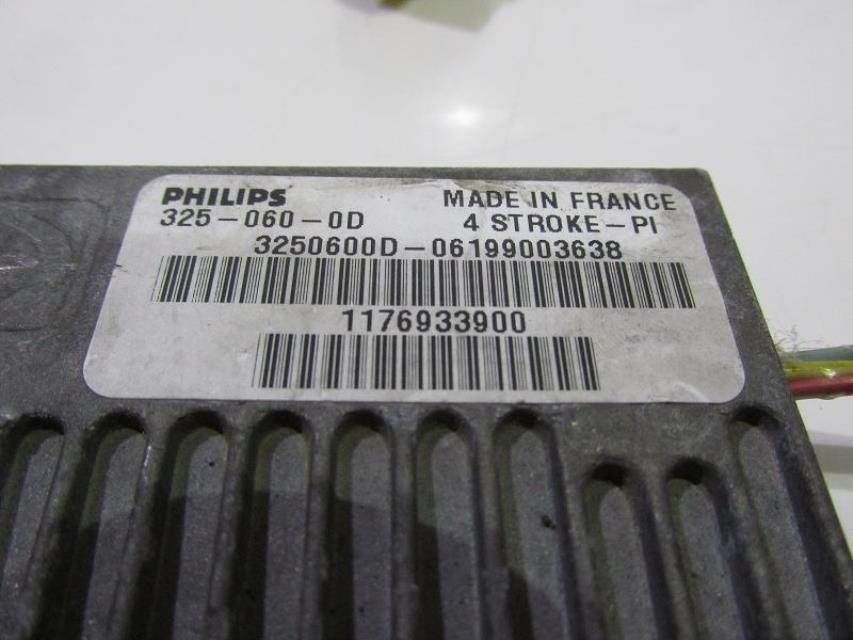 PHILIPS MADE IN FRANCE
325-060-0D 4 STROKE-PI
3250600D-06199003638
1176933900